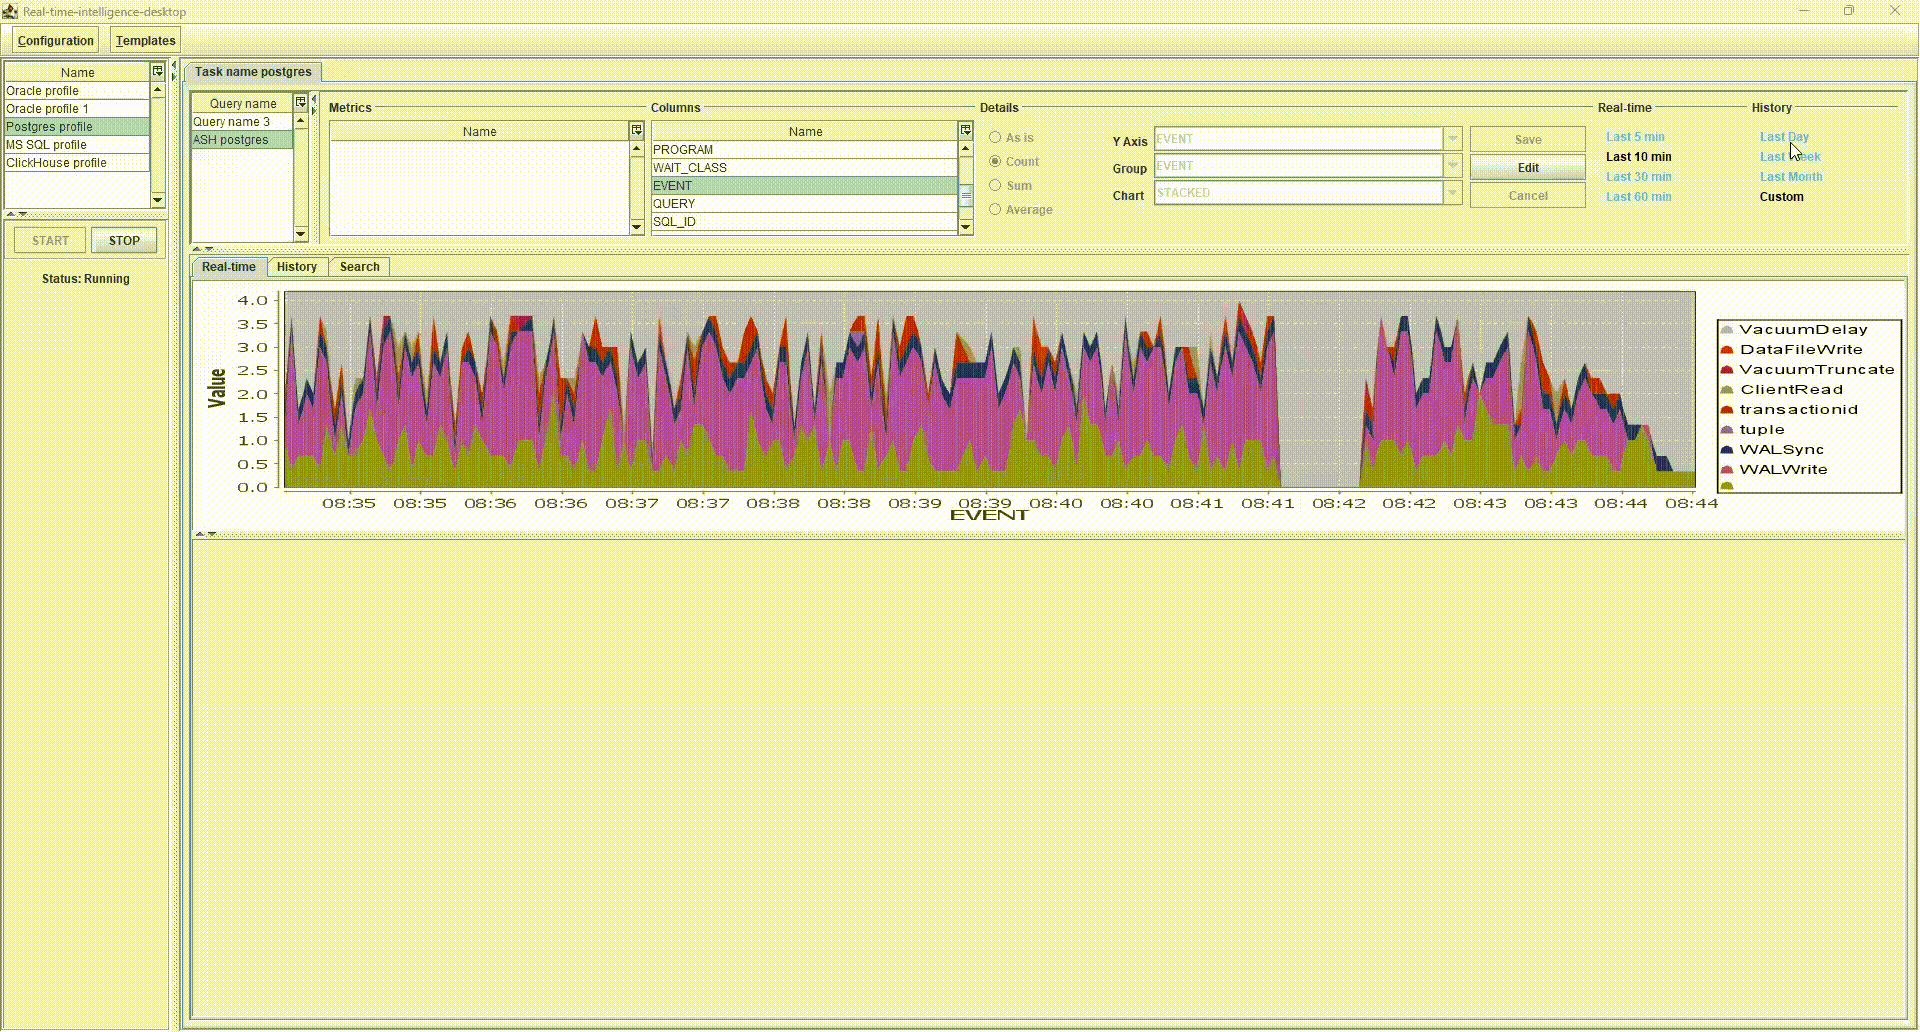 Real-time-intelligence-desktop
Configuration Templates
Name
Oracle profile
Oracle profile 1
Postgres profile
MS SQL profile
ClickHouse profile
START STOP
Status: Running
Task name postgres
Query name
Query name 3
ASH postgres
Metrics
Name
Columns
Name
PROGRAM
WAIT_CLASS
EVENT
QUERY
SQL_ID
Details
As is
Count
Sum
Average
Y Axis EVENT
Group EVENT
Chart STACKED
Save
Edit
Cancel
Real-time
Last 5 min
Last 10 min
Last 30 min
Last 60 min
History
Last Day
Last Week
Last Month
Custom
Real-time History Search
Value
4.0
3.5
3.0
2.5
2.0
1.5
1.0
0.5
0.0
08:35 08:35 08:36 08:36 08:37 08:37 08:38 08:38 08:39 08:39 08:40 08:40 08:41 08:41 08:42 08:42 08:43 08:43 08:44 08:44
EVENT
VacuumDelay
DataFileWrite
VacuumTruncate
ClientRead
transactionid
tuple
WALSync
WALWrite